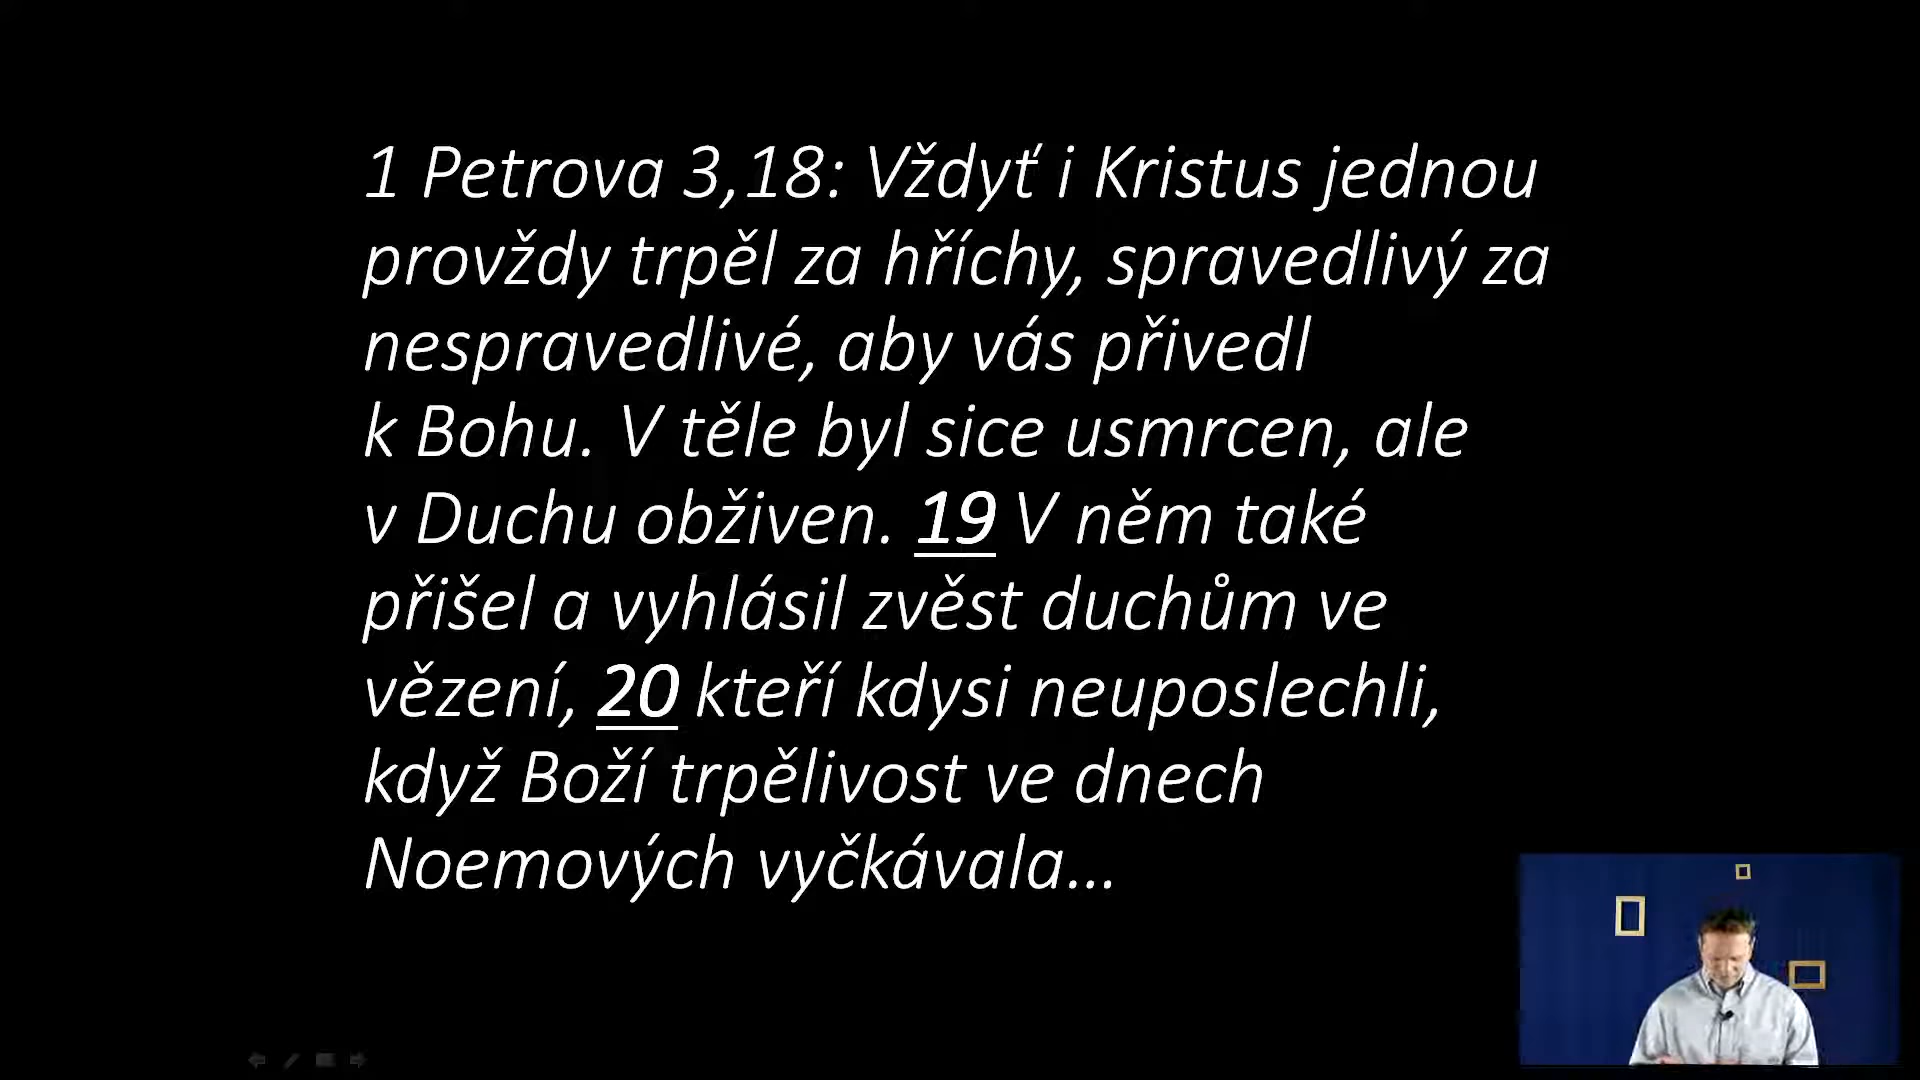 1 Petrova 3,18: Vždyť i Kristus jednou
provždy trpěl za hříchy, spravedlivý za
nespravedlivé, aby vás přivedl
k Bohu. V těle byl sice usmrcen, ale
v Duchu obživen. 19 V něm také
přišel a vyhlásil zvěst duchům ve
vězení, 20 kteří kdysi neuposlechli,
když Boží trpělivost ve dnech
Noemových vyčkávala...